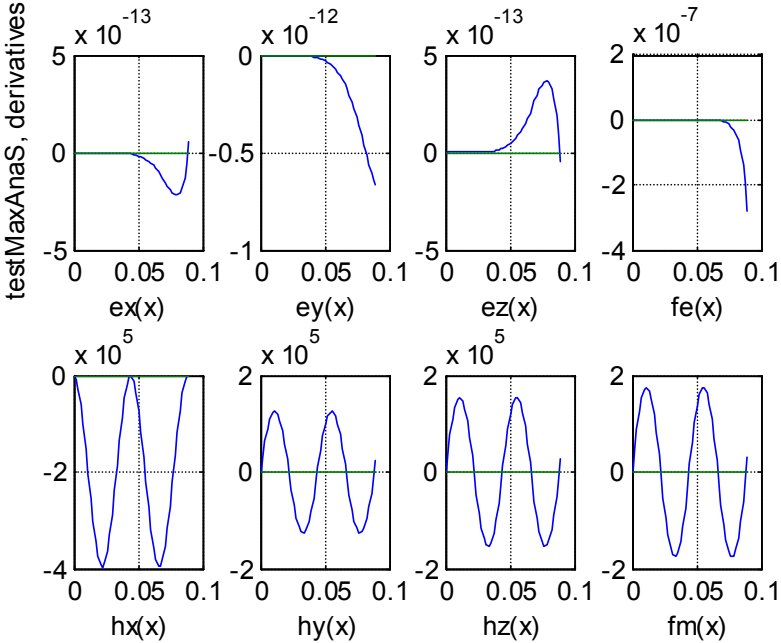 testMaxAnaS, derivatives
x 10^-13
5
0
-5
0 0.05 0.1
ex(x)
x 10^-12
0
-0.5
-1
0 0.05 0.1
ey(x)
x 10^-13
5
0
-5
0 0.05 0.1
ez(x)
x 10^-7
2
0
-2
-4
0 0.05 0.1
fe(x)
x 10^5
0
-2
-4
0 0.05 0.1
hx(x)
x 10^5
2
0
-2
0 0.05 0.1
hy(x)
x 10^5
2
0
-2
0 0.05 0.1
hz(x)
2
0
-2
0 0.05 0.1
fm(x)